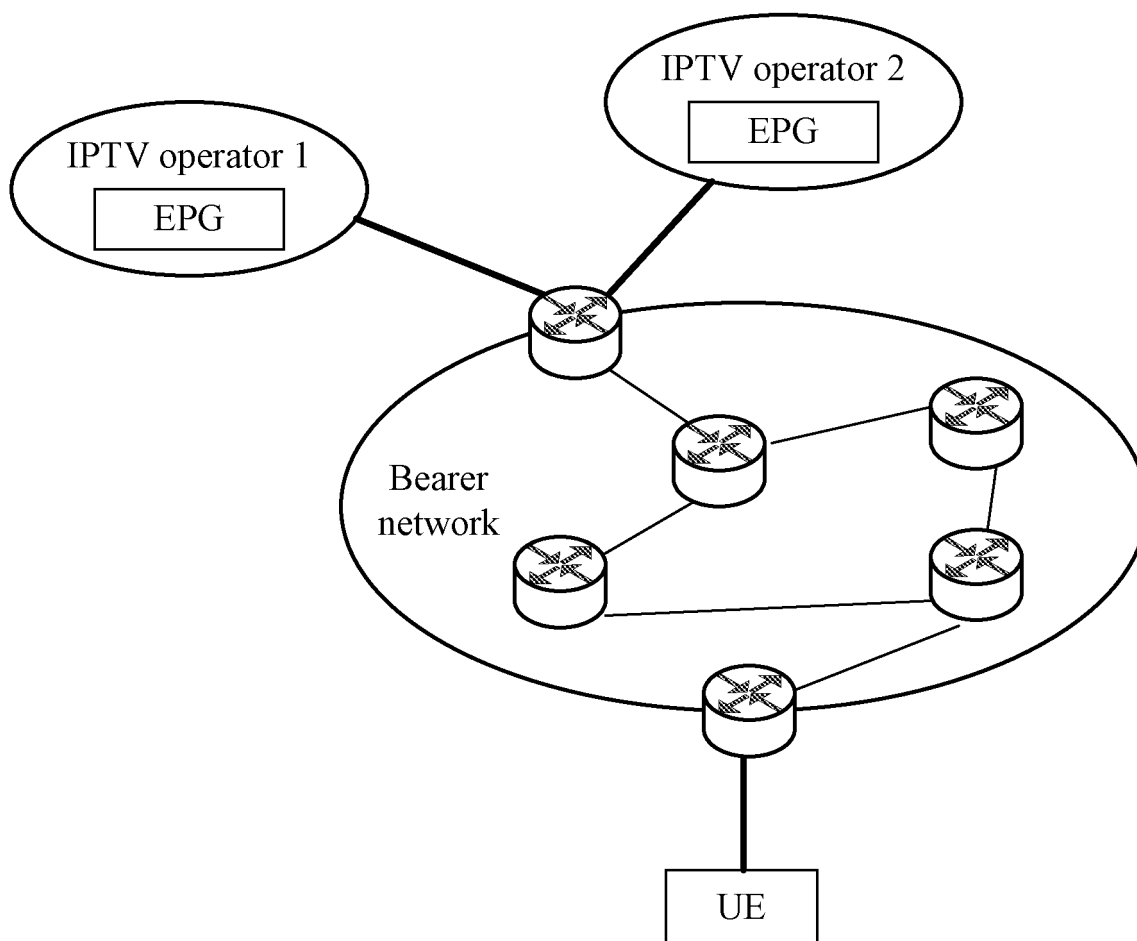 IPTV operator 2
EPG
IPTV operator 1
EPG
Bearer
network
UE